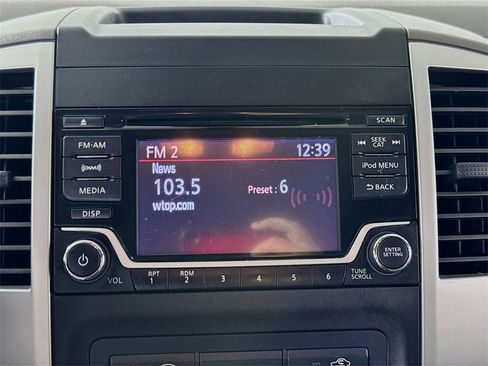 SCAN
FM·AM
MEDIA
DISP
FM 2 12:39
News
103.5 Preset : 6
wtop.com
SEEK
CAT
iPod MENU
BACK
VOL
RPT
1
RDM
2
3
4
5
6
TUNE
SCROLL
ENTER
SETTING